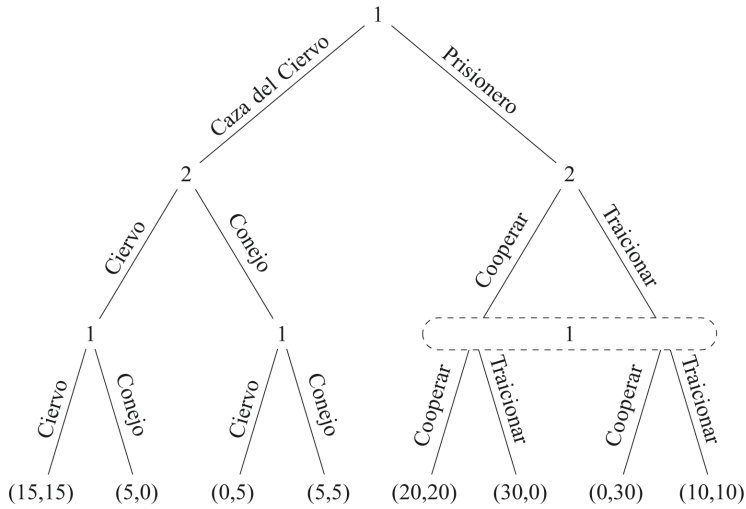 1
Caza del Ciervo
Prisionero
2
2
Ciervo
Conejo
Cooperar
Traicionar
1
1
1
Ciervo
Conejo
Ciervo
Conejo
Cooperar
Traicionar
Cooperar
Traicionar
(15,15)
(5,0)
(0,5)
(5,5)
(20,20)
(30,0)
(0,30)
(10,10)